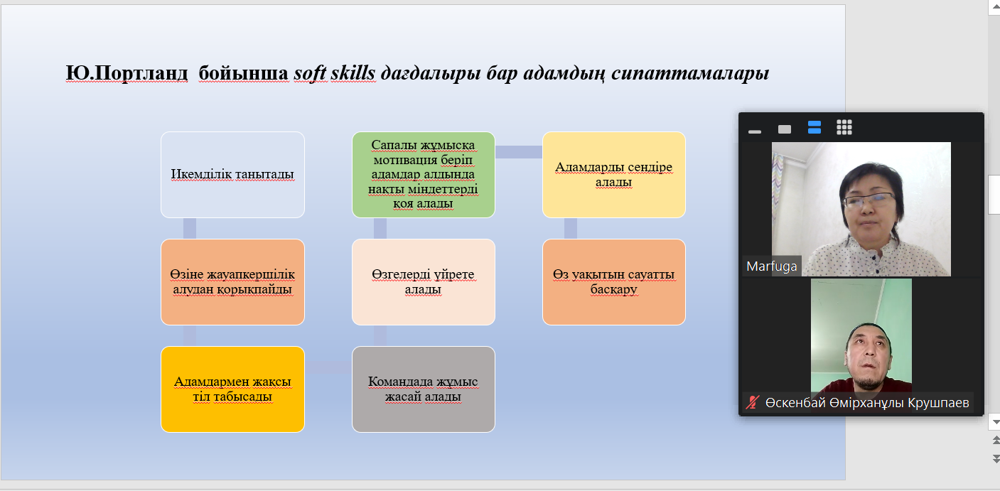 Ю.Портланд бойынша soft skills дағдалыры бар адамдың сипаттамалары
Икемділік танытады
Өзіне жауапкершілік
алудан қорықпайды
Адамдармен жақсы
тіл табысады
Командада жұмыс
жасай алады
Өзгелерді үйрете
алады
Сапалы жұмысқа
мотивация беріп
адамдар алдында
нақты міндеттерді
қоя алады
Адамдарды сендіре
алады
Өз уақытын сауатты
басқару
Marfuga
Өскенбай Өмірханұлы Крушпаев